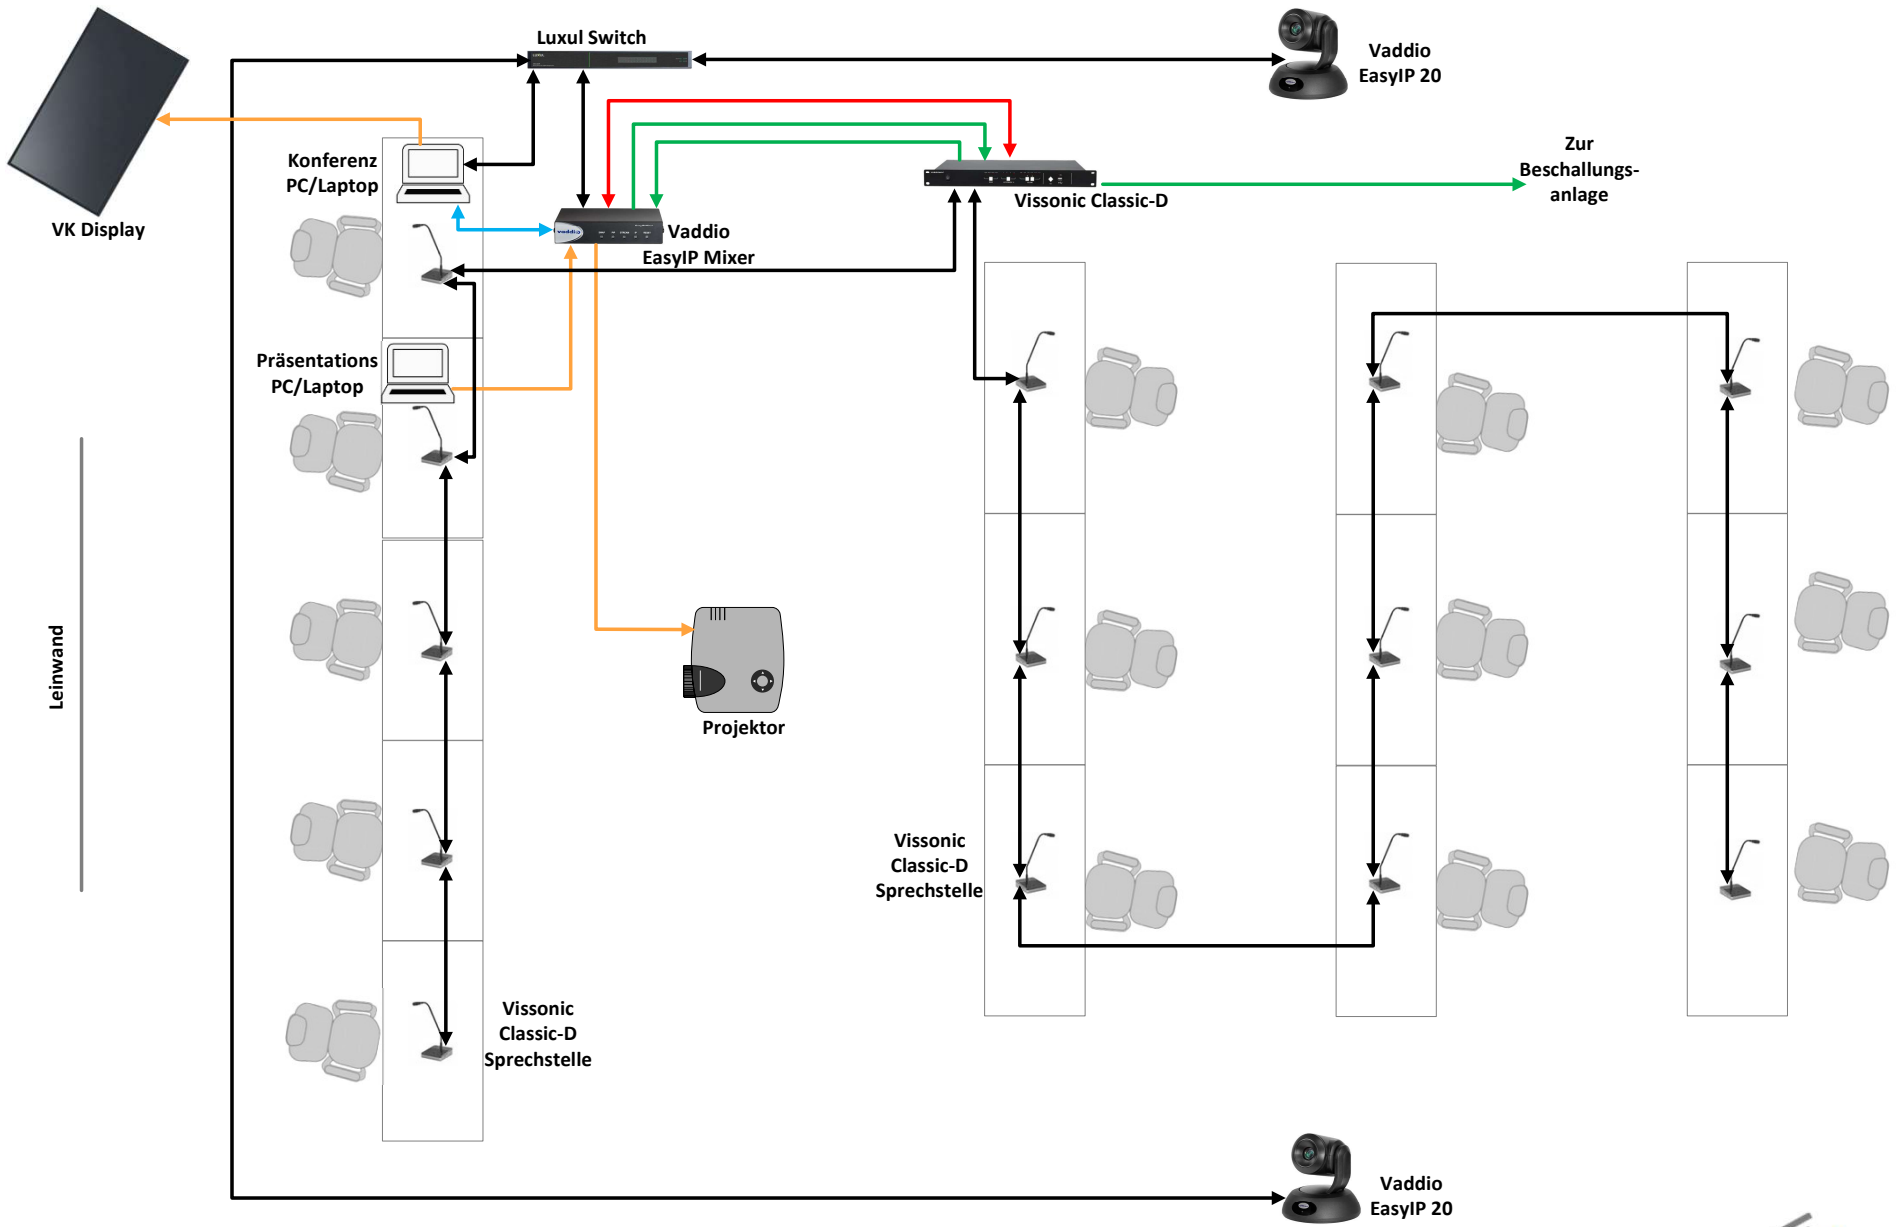 Luxul Switch
Vaddio
EasyIP 20
Konferenz
PC/Laptop
Zur
Beschallungs-
anlage
VK Display
Vissonic Classic-D
vaddio
Vaddio
EasyIP Mixer
Präsentations
PC/Laptop
Leinwand
Projektor
Vissonic
Classic-D
Sprechstelle
Vissonic
Classic-D
Sprechstelle
Vaddio
EasyIP 20